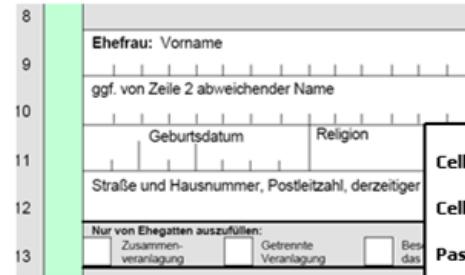 8
Ehefrau: Vorname
9
ggf. von Zeile 2 abweichender Name
10
Geburtsdatum Religion
11
Straße und Hausnummer, Postleitzahl, derzeitiger
12
Nur von Ehegatten auszufüllen:
Zusammen- Getrennte
veranlagung Veranlagung das
13
Cell
Cell
Pas